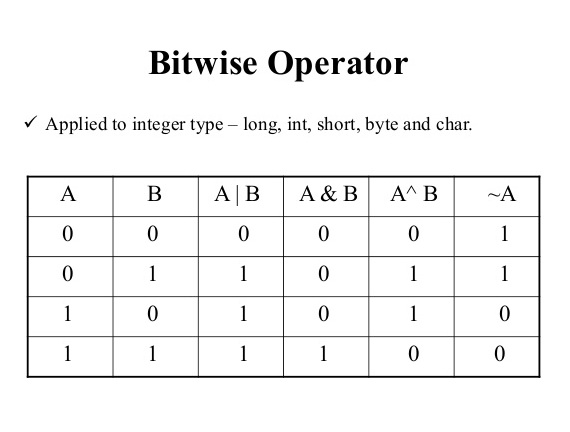 Bitwise Operator
✓ Applied to integer type – long, int, short, byte and char.
A B A | B A & B A^ B ~A
0 0 0 0 0 1
0 1 1 0 1 1
1 0 1 0 1 0
1 1 1 1 0 0